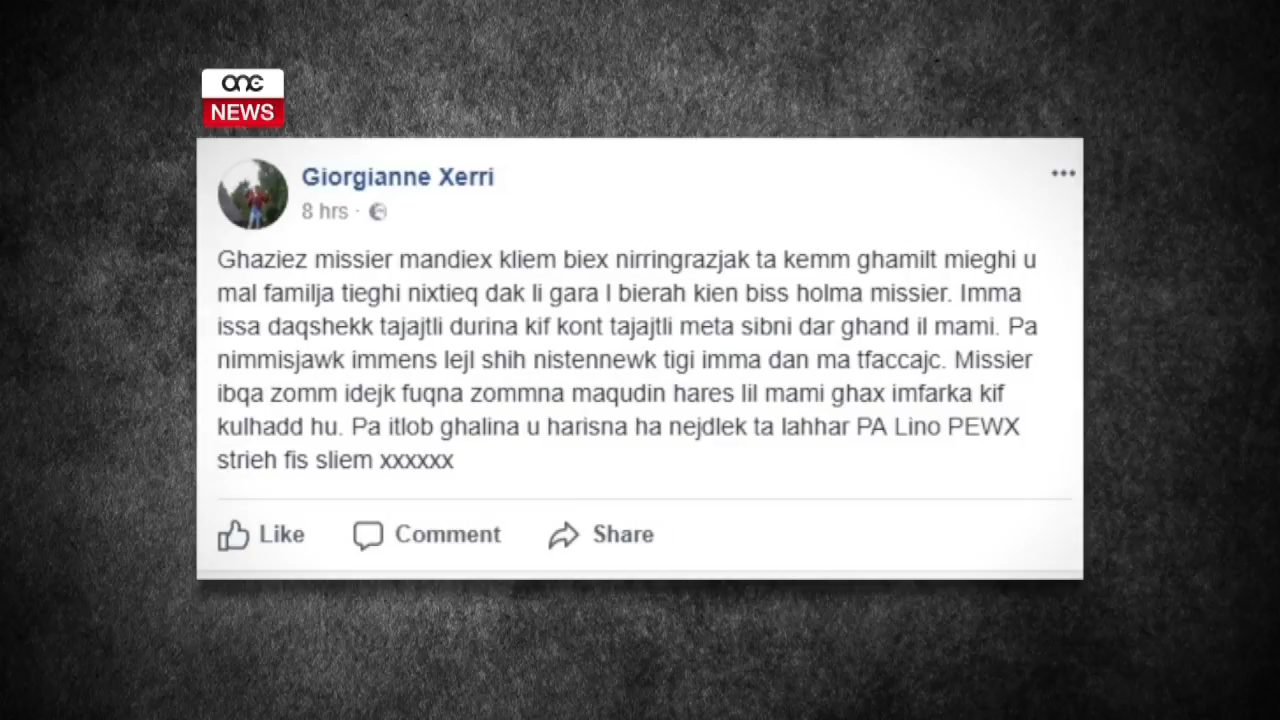 one
NEWS
Giorgianne Xerri
8 hrs ·
Ghaziez missier mandiex kliem biex nirringrazjak ta kemm ghamilt mieghi u
mal familja tieghi nixtieq dak li gara l bierah kien biss holma missier. Imma
issa daqshekk tajajtli durina kif kont tajajtli meta sibni dar ghand il mami. Pa
nimmisjawk immens lejl shih nistennewk tigi imma dan ma tfaccajc. Missier
ibqa zomm idejk fuqna zommna maqudin hares lil mami ghax imfarka kif
kulhadd hu. Pa itlob ghalina u harisna ha nejdlek ta lahhar PA Lino PEWX
strieh fis sliem xxxxxx
Like Comment Share